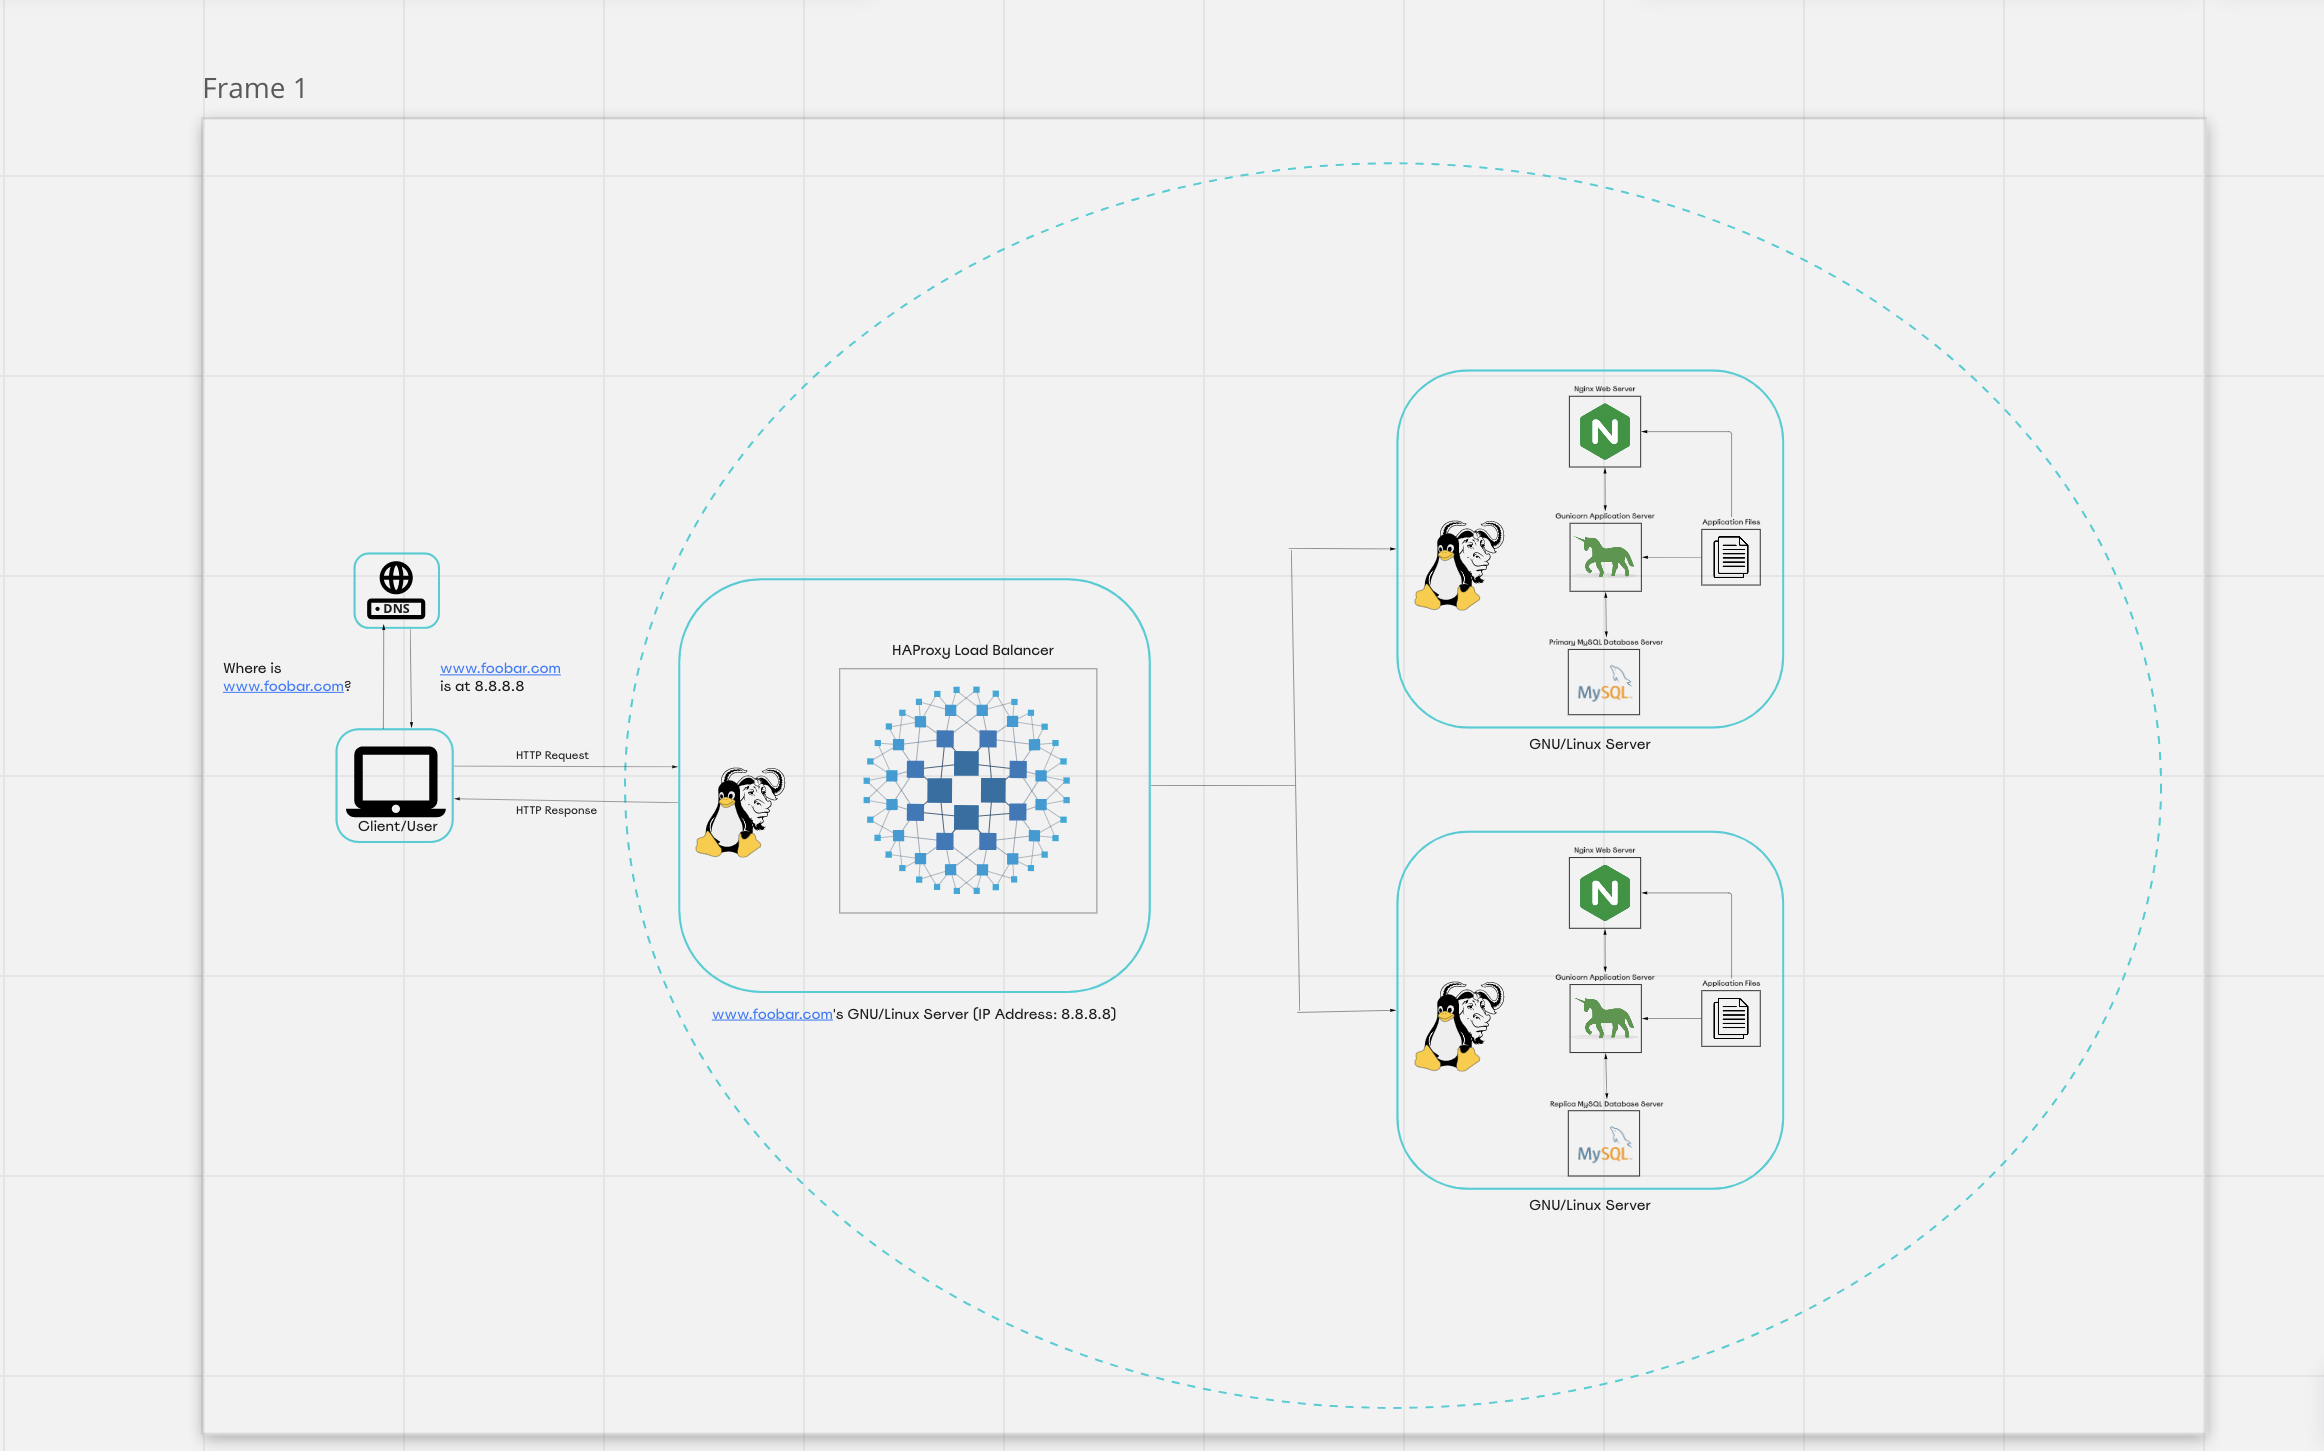 Frame 1
DNS
Where is
www.foobar.com?
www.foobar.com
is at 8.8.8.8
Client/User
HTTP Request
HTTP Response
HAProxy Load Balancer
www.foobar.com's GNU/Linux Server (IP Address: 8.8.8.8)
Nginx Web Server
N
Gunicorn Application Server
Application Files
Primary MySQL Database Server
MySQL
GNU/Linux Server
Nginx Web Server
N
Gunicorn Application Server
Application Files
Replica MySQL Database Server
MySQL
GNU/Linux Server